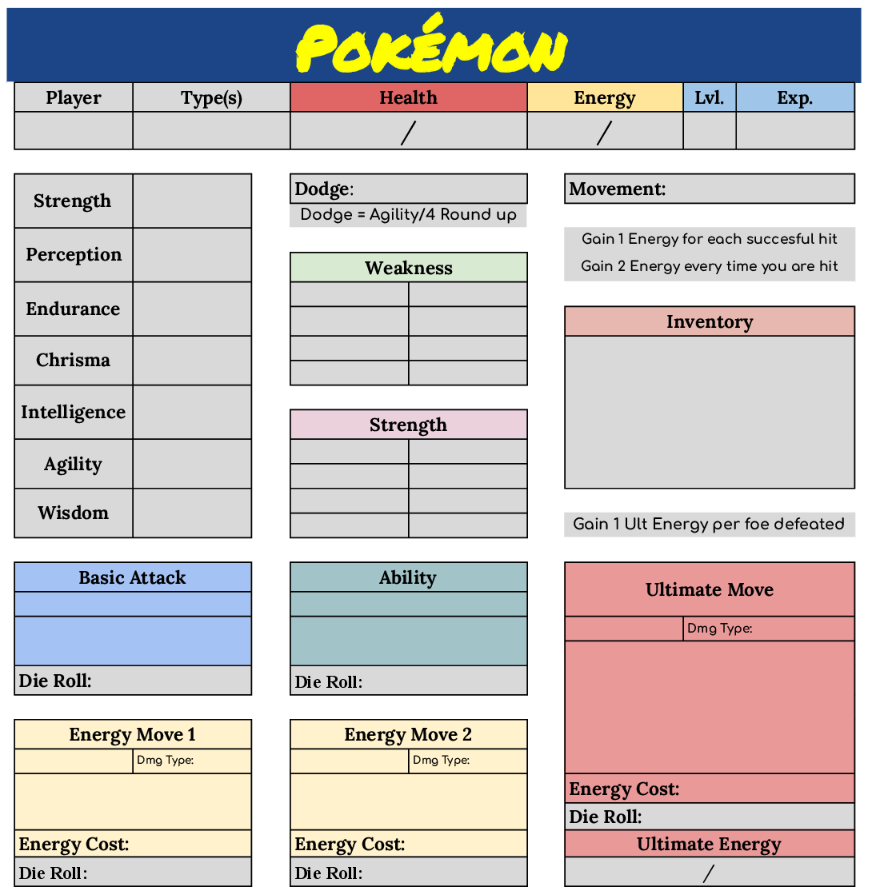 Pokémon
Player Type(s) Health Energy Lvl. Exp.
/ /
Strength
Perception
Endurance
Chrisma
Intelligence
Agility
Wisdom
Dodge:
Dodge = Agility/4 Round up
Weakness
Strength
Movement:
Gain 1 Energy for each succesful hit
Gain 2 Energy every time you are hit
Inventory
Gain 1 Ult Energy per foe defeated
Basic Attack
Die Roll:
Ability
Die Roll:
Ultimate Move
Dmg Type:
Energy Cost:
Die Roll:
Ultimate Energy
/
Energy Move 1
Dmg Type:
Energy Cost:
Die Roll:
Energy Move 2
Dmg Type:
Energy Cost:
Die Roll: